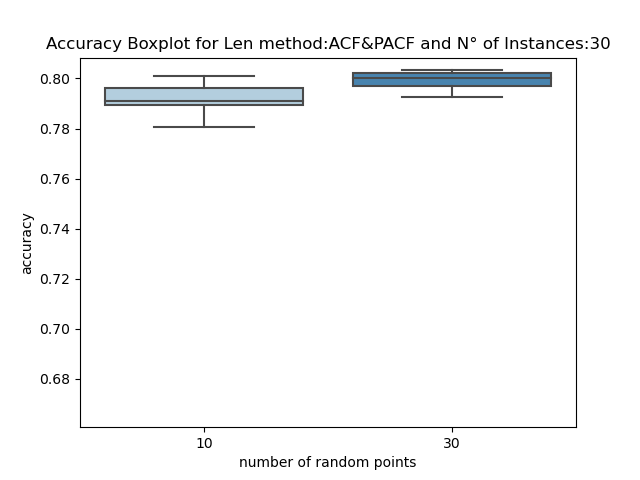 Accuracy Boxplot for Len method:ACF&PACF and N° of Instances:30
0.80
0.78
0.76
0.74
0.72
0.70
0.68
accuracy
10 30
number of random points